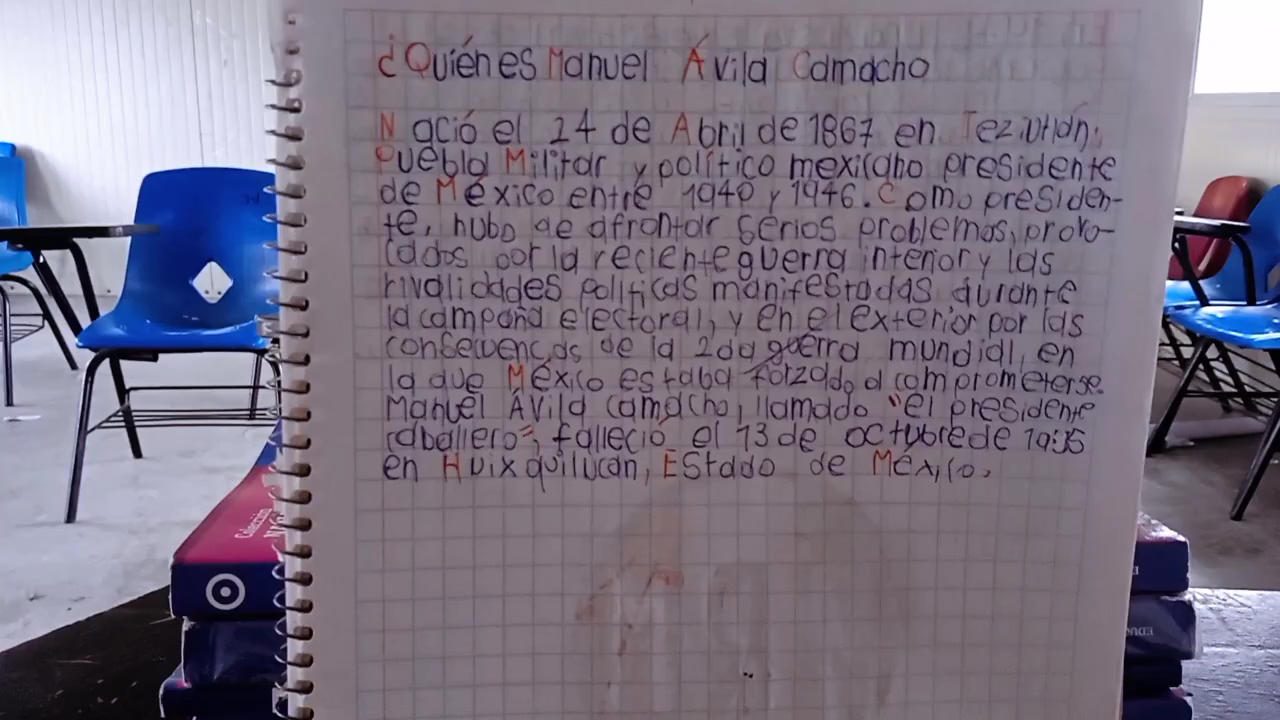 ¿Quién es Manuel Ávila Camacho
Nació el 24 de Abril de 1867 en Teziutlán,
Puebla Militar y político mexicano presidente
de México entre 1940 y 1946. Como presiden-
te, hubo de afrontar serios problemas, provo-
cados por la reciente guerra interior y las
rivalidades políticas manifestadas durante
la campaña electoral, y en el exterior por las
consecuencias de la 2da guerra mundial, en
la que México estaba forzado a comprometerse.
Manuel Ávila Camacho, llamado "el presidente
caballero", falleció el 13 de octubre de 1955
en Huixquilucan, Estado de México.
Colección